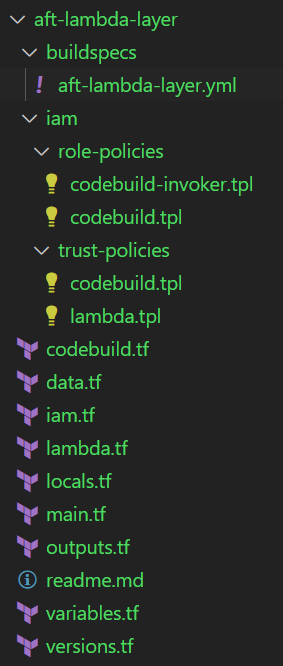 aft-lambda-layer
buildspecs
! aft-lambda-layer.yml
iam
role-policies
codebuild-invoker.tpl
codebuild.tpl
trust-policies
codebuild.tpl
lambda.tpl
codebuild.tf
data.tf
iam.tf
lambda.tf
locals.tf
main.tf
outputs.tf
readme.md
variables.tf
versions.tf